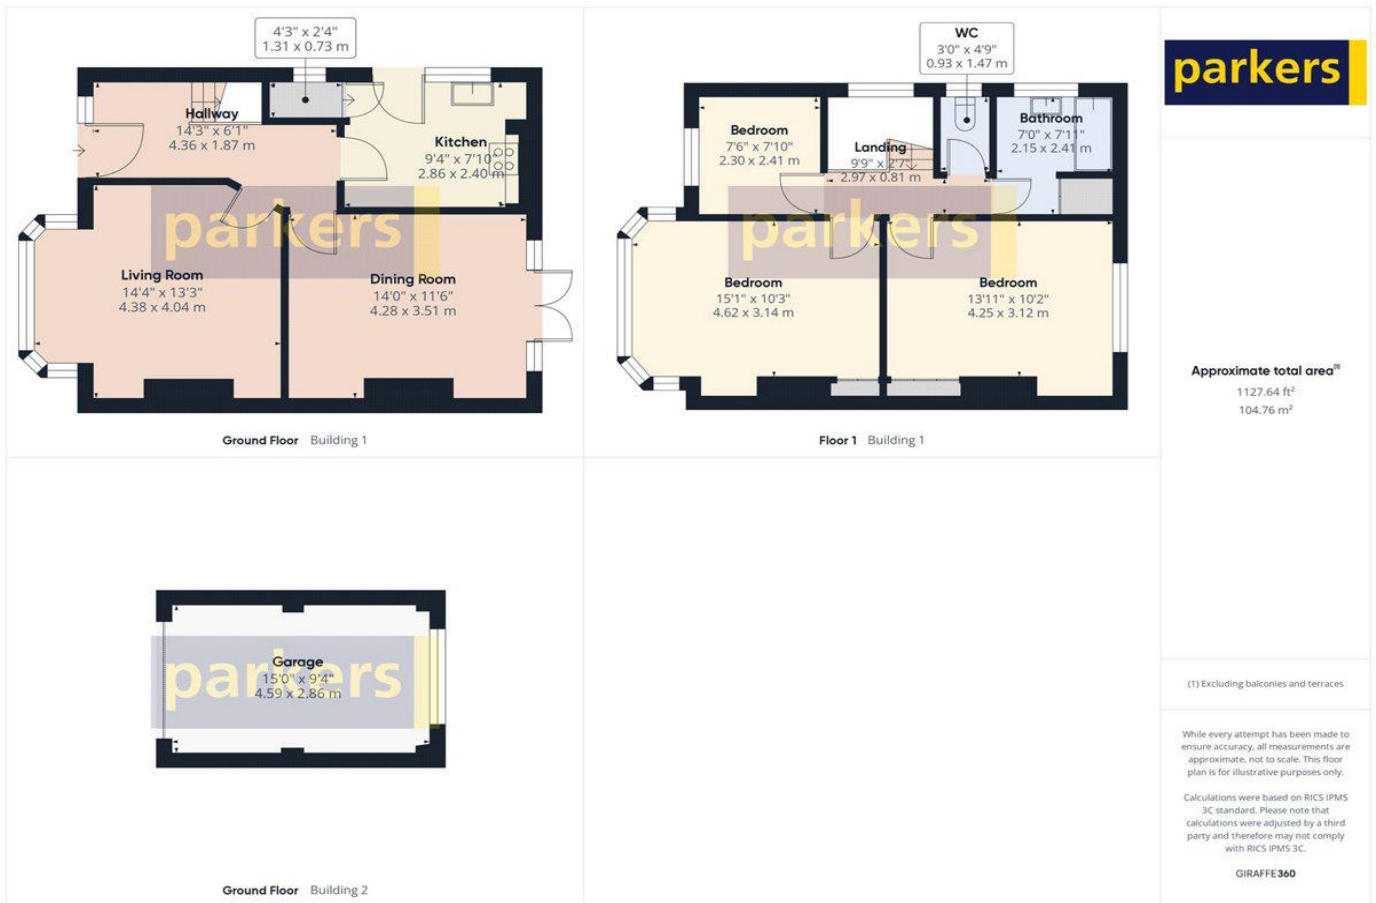 4'3" x 2'4"
1.31 x 0.73 m
Hallway
14'3" x 6'1"
4.36 x 1.87 m
Kitchen
9'4" x 7'10"
2.86 x 2.40 m
parkers
Living Room
14'4" x 13'3"
4.38 x 4.04 m
Dining Room
14'0" x 11'6"
4.28 x 3.51 m
Ground Floor Building 1
WC
3'0" x 4'9"
0.93 x 1.47 m
Bedroom
7'6" x 7'10"
2.30 x 2.41 m
Landing
9'9" x 2'7"
2.97 x 0.81 m
Bathroom
7'0" x 7'11"
2.15 x 2.41 m
parkers
Bedroom
15'1" x 10'3"
4.62 x 3.14 m
Bedroom
13'11" x 10'2"
4.25 x 3.12 m
Floor 1 Building 1
parkers
Garage
15'0" x 9'4"
4.59 x 2.86 m
Ground Floor Building 2
parkers
Approximate total area(1)
1127.64 ft²
104.76 m²
(1) Excluding balconies and terraces
While every attempt has been made to
ensure accuracy, all measurements are
approximate, not to scale. This floor
plan is for illustrative purposes only.
Calculations were based on RICS IPMS
3C standard. Please note that
calculations were adjusted by a third
party and therefore may not comply
with RICS IPMS 3C.
GIRAFFE360